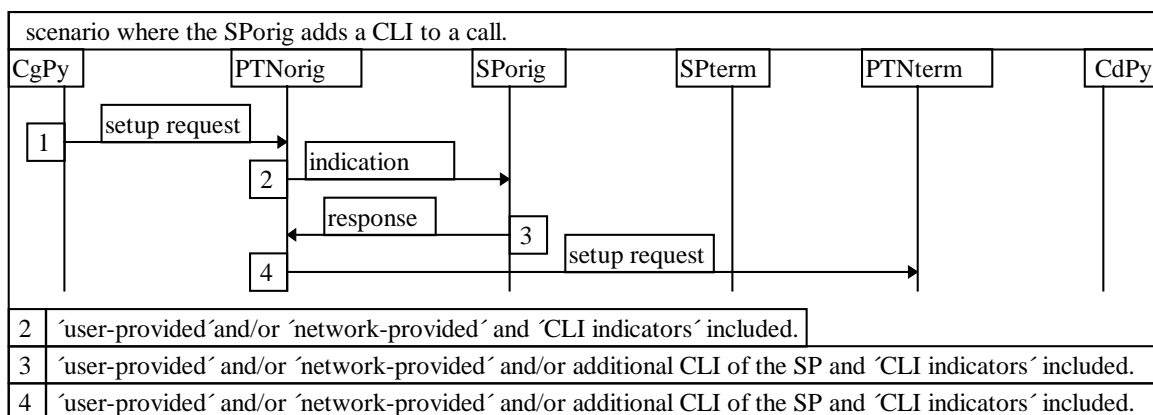 scenario where the SPorig adds a CLI to a call.
CgPy PTNorig SPorig SPterm PTNterm CdPy
1 setup request
2 indication
response 3
4 setup request
2 ´user-provided´and/or ´network-provided´ and ´CLI indicators´ included.
3 ´user-provided´ and/or ´network-provided´ and/or additional CLI of the SP and ´CLI indicators´ included.
4 ´user-provided´ and/or ´network-provided´ and/or additional CLI of the SP and ´CLI indicators´ included.